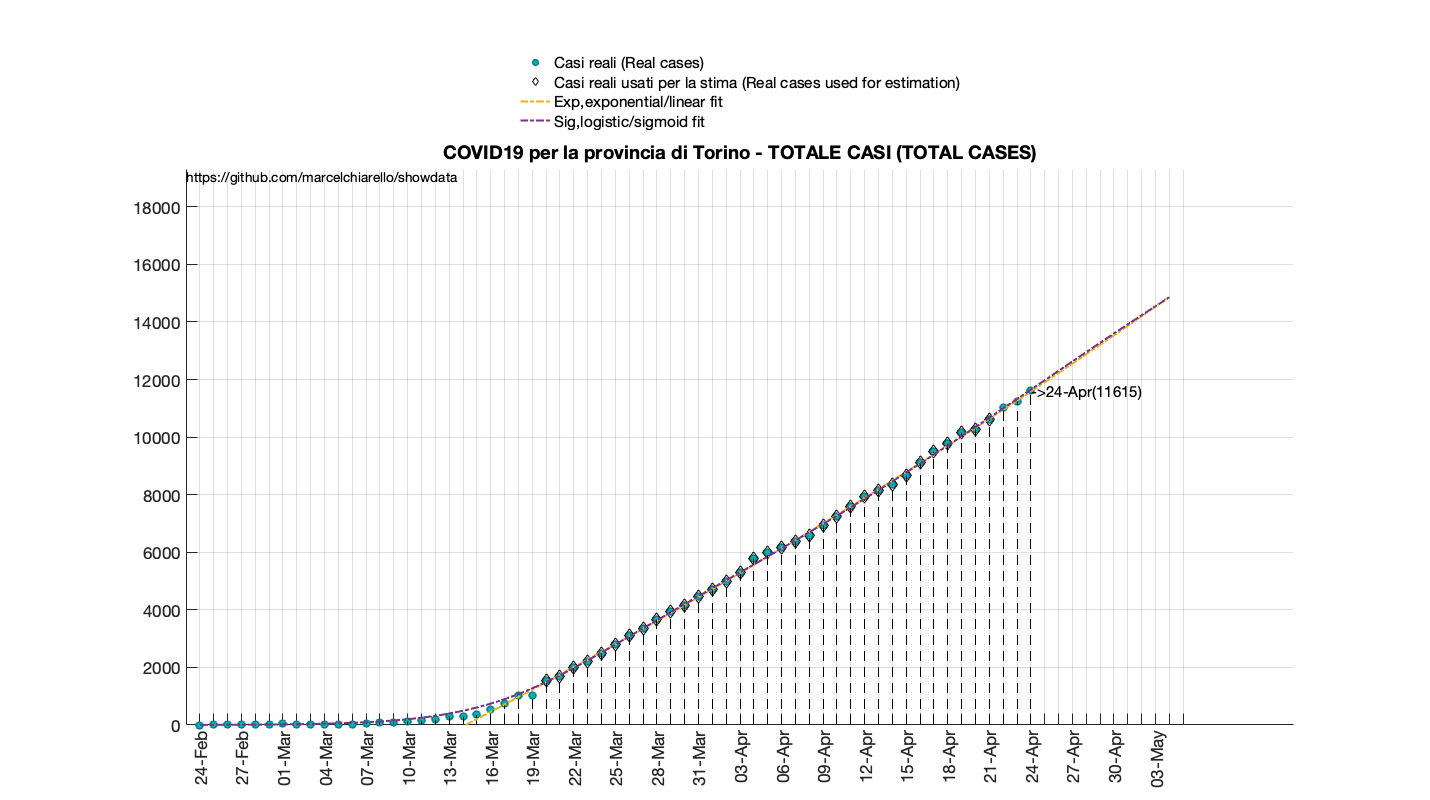 Casi reali (Real cases)
Casi reali usati per la stima (Real cases used for estimation)
Exp,exponential/linear fit
Sig,logistic/sigmoid fit
COVID19 per la provincia di Torino - TOTALE CASI (TOTAL CASES)
https://github.com/marcelchiarello/showdata
18000
16000
14000
12000
->24-Apr(11615)
10000
8000
6000
4000
2000
0
24-Feb
27-Feb
01-Mar
04-Mar
07-Mar
10-Mar
13-Mar
16-Mar
19-Mar
22-Mar
25-Mar
28-Mar
31-Mar
03-Apr
06-Apr
09-Apr
12-Apr
15-Apr
18-Apr
21-Apr
24-Apr
27-Apr
30-Apr
03-May